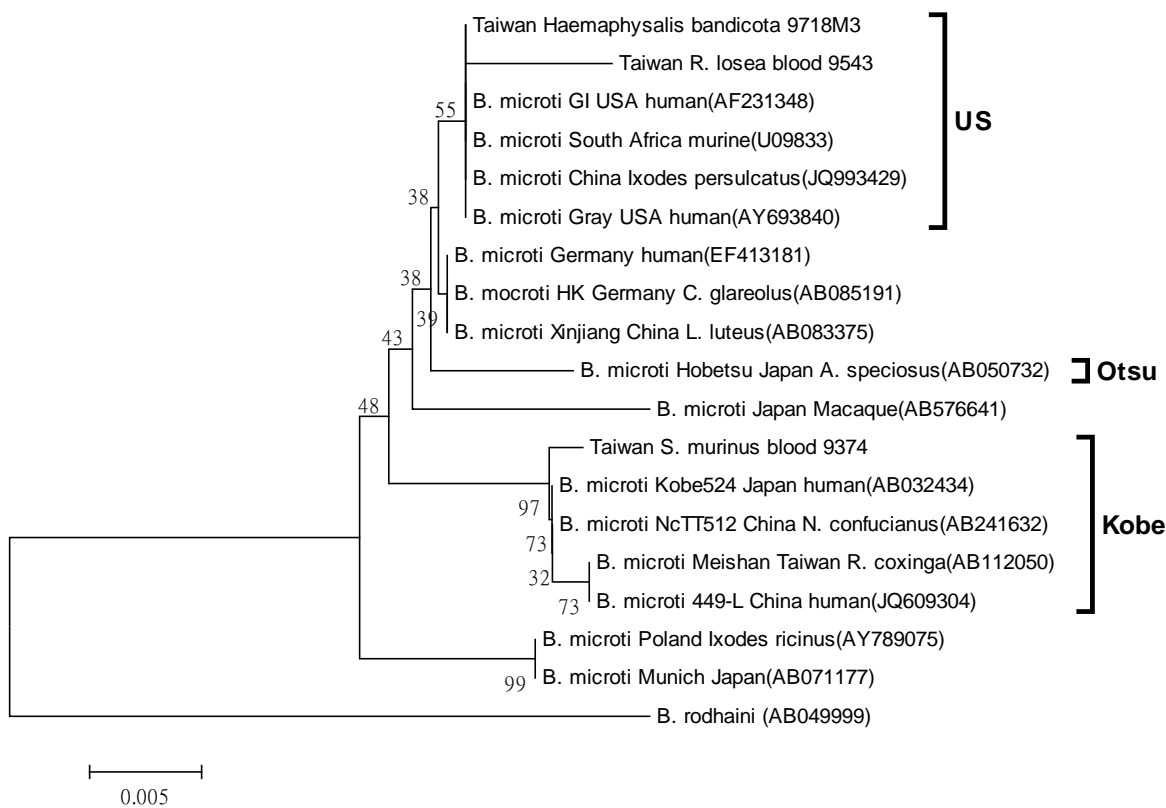 Taiwan Haemaphysalis bandicota 9718M3
Taiwan R. losea blood 9543
B. microti GI USA human(AF231348)
B. microti South Africa murine(U09833)
B. microti China Ixodes persulcatus(JQ993429)
B. microti Gray USA human(AY693840)
US
B. microti Germany human(EF413181)
B. mocroti HK Germany C. glareolus(AB085191)
B. microti Xinjiang China L. luteus(AB083375)
B. microti Hobetsu Japan A. speciosus(AB050732)
Otsu
B. microti Japan Macaque(AB576641)
Taiwan S. murinus blood 9374
B. microti Kobe524 Japan human(AB032434)
B. microti NcTT512 China N. confucianus(AB241632)
B. microti Meishan Taiwan R. coxinga(AB112050)
B. microti 449-L China human(JQ609304)
Kobe
B. microti Poland Ixodes ricinus(AY789075)
B. microti Munich Japan(AB071177)
B. rodhaini (AB049999)
55
38
38
39
43
48
97
73
32
73
99
0.005